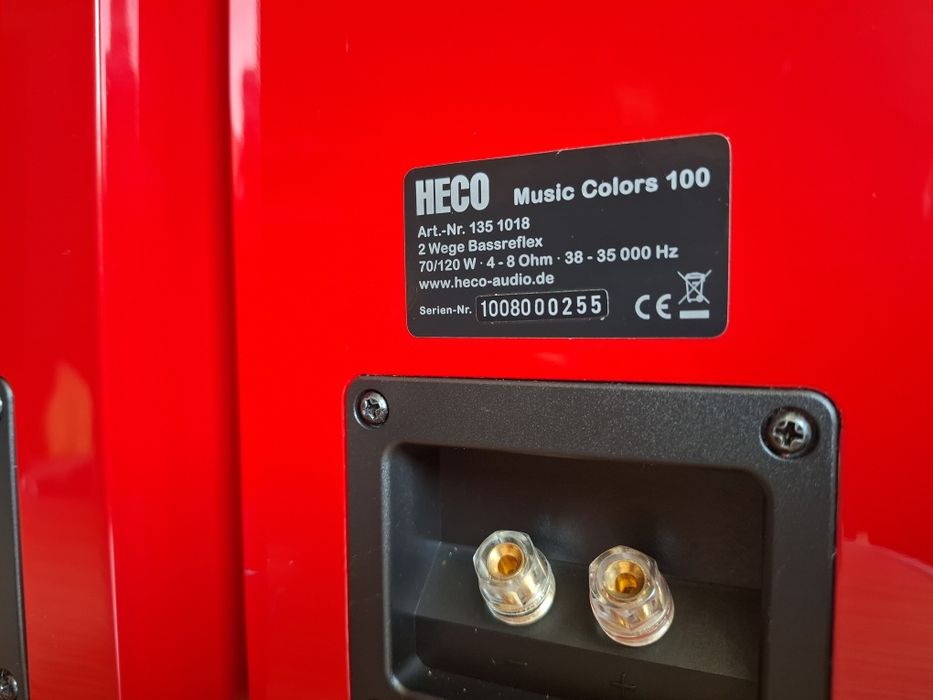 HECO Music Colors 100
Art.-Nr. 135 1018
2 Wege Bassreflex
70/120 W · 4 - 8 Ohm · 38 - 35 000 Hz
www.heco-audio.de
Serien-Nr. 1008000255 CE
- +